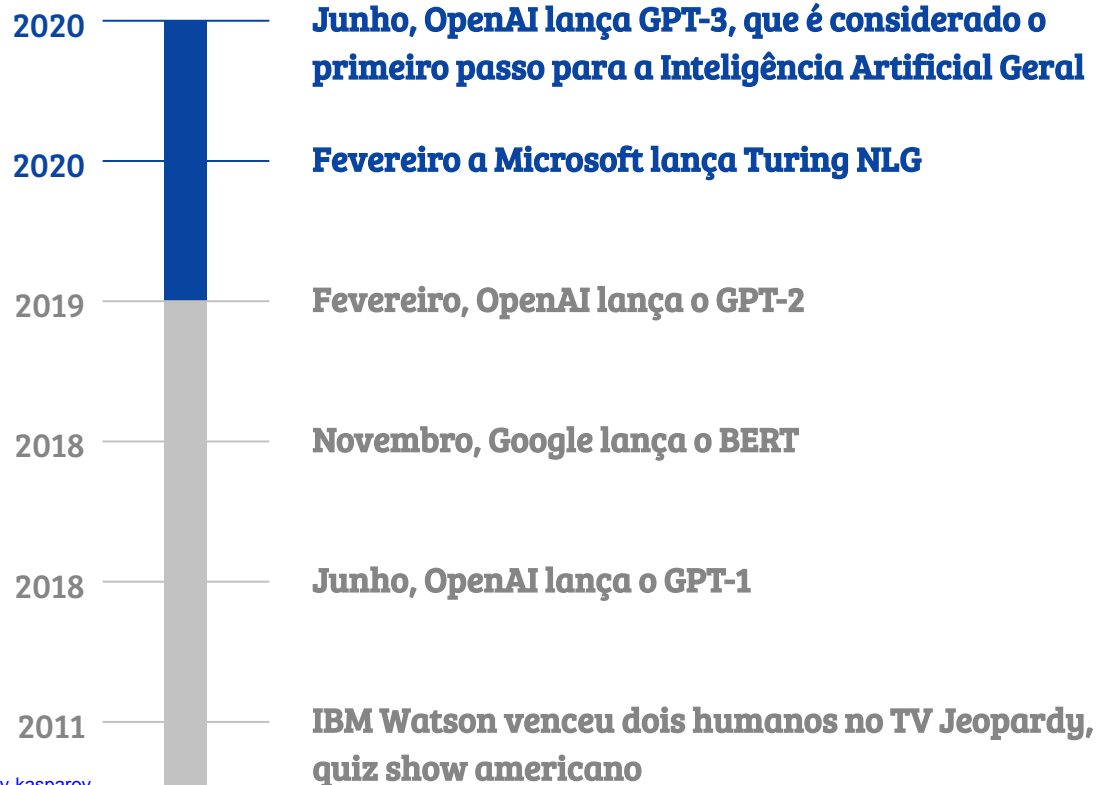 2020 Junho, OpenAI lança GPT-3, que é considerado o
primeiro passo para a Inteligência Artificial Geral
2020 Fevereiro a Microsoft lança Turing NLG
2019 Fevereiro, OpenAI lança o GPT-2
2018 Novembro, Google lança o BERT
2018 Junho, OpenAI lança o GPT-1
2011 IBM Watson venceu dois humanos no TV Jeopardy,
quiz show americano
y-kasparov